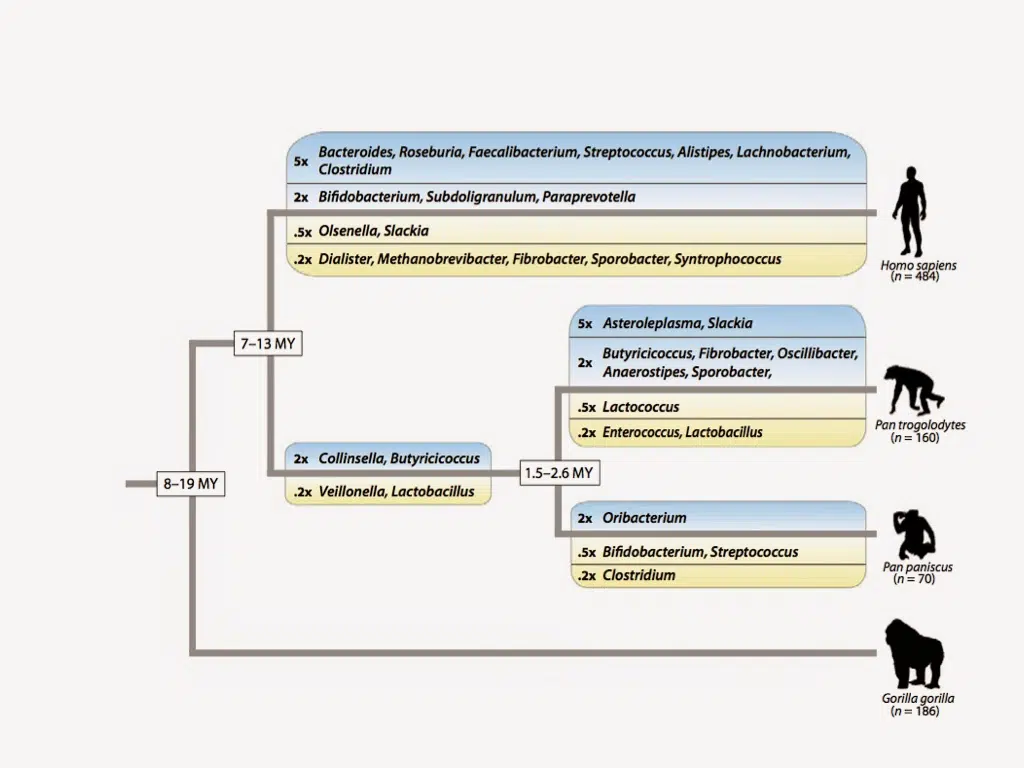 5x Bacteroides, Roseburia, Faecalibacterium, Streptococcus, Alistipes, Lachnobacterium,
Clostridium
2x Bifidobacterium, Subdoligranulum, Paraprevotella
.5x Olsenella, Slackia
.2x Dialister, Methanobrevibacter, Fibrobacter, Sporobacter, Syntrophococcus
Homo sapiens
(n = 484)
7–13 MY
5x Asteroleplasma, Slackia
2x Butyricicoccus, Fibrobacter, Oscillibacter,
Anaerostipes, Sporobacter,
.5x Lactococcus
.2x Enterococcus, Lactobacillus
Pan trogolodytes
(n = 160)
2x Collinsella, Butyricicoccus
.2x Veillonella, Lactobacillus
1.5–2.6 MY
8–19 MY
2x Oribacterium
.5x Bifidobacterium, Streptococcus
.2x Clostridium
Pan paniscus
(n = 70)
Gorilla gorilla
(n = 186)